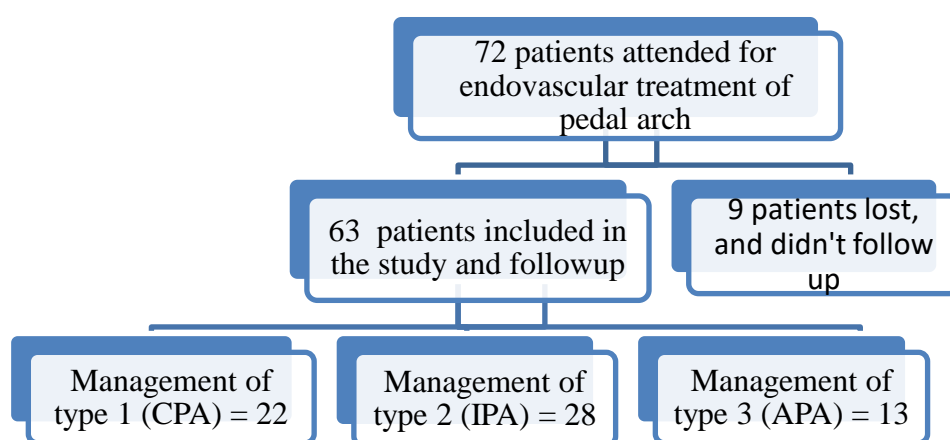 72 patients attended for
endovascular treatment of
pedal arch
63 patients included in
the study and followup
9 patients lost,
and didn't follow
up
Management of
type 1 (CPA) = 22
Management of
type 2 (IPA) = 28
Management of
type 3 (APA) = 13